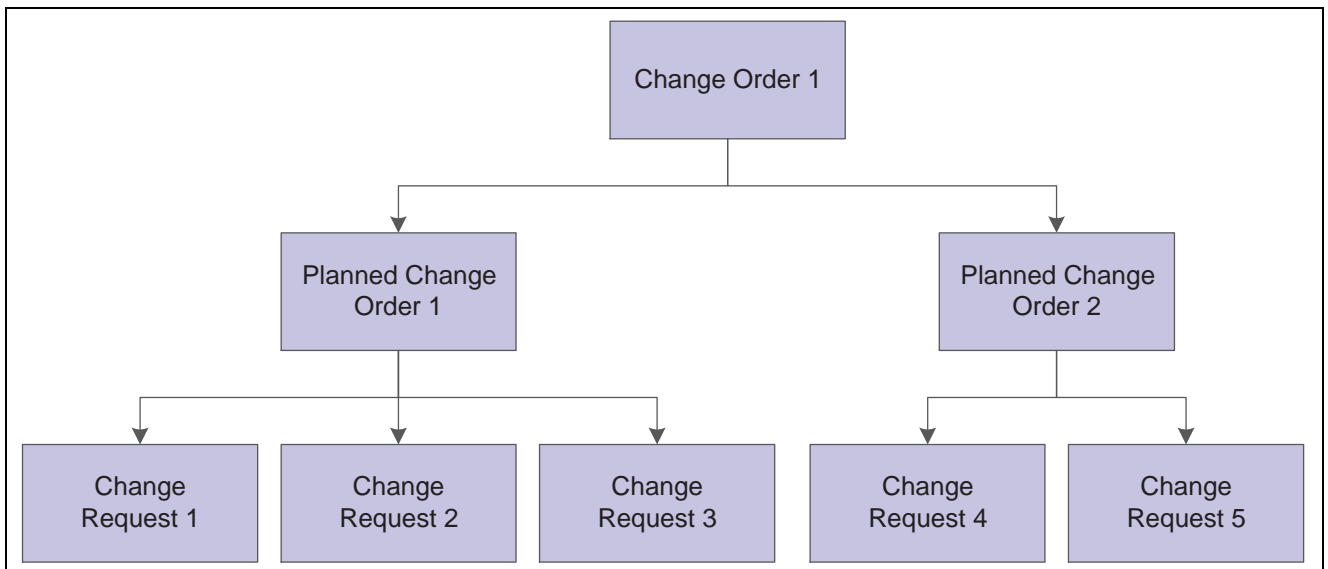 Change Order 1
Planned Change
Order 1
Planned Change
Order 2
Change
Request 1
Change
Request 2
Change
Request 3
Change
Request 4
Change
Request 5